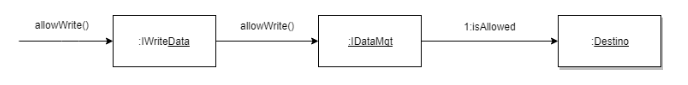 allowWrite()
:IWriteData
allowWrite()
:IDataMgt
1:isAllowed
:Destino